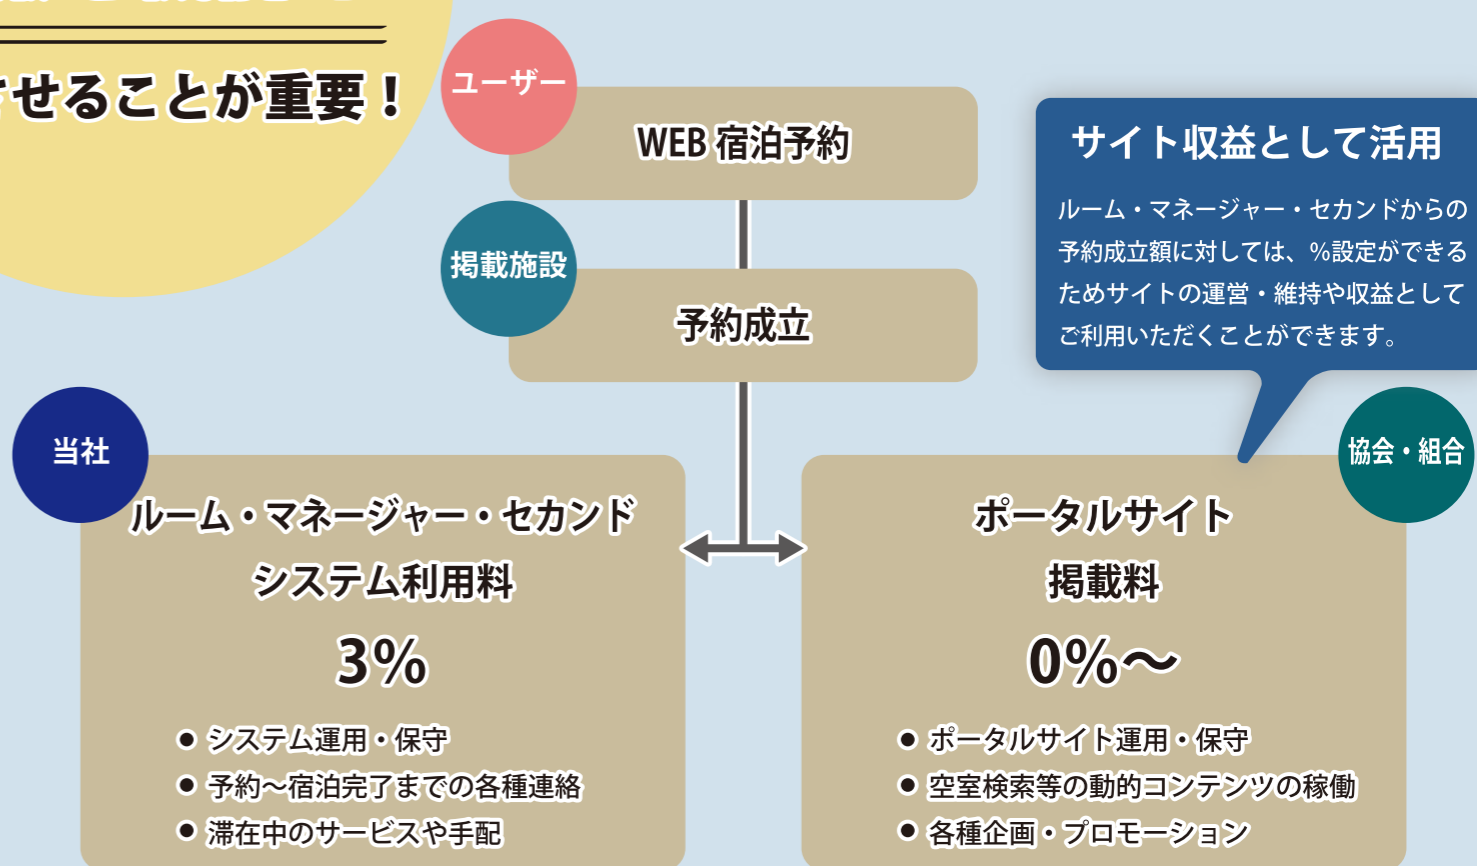 せることが重要！
ユーザー
WEB 宿泊予約
掲載施設
予約成立
サイト収益として活用
ルーム・マネージャー・セカンドからの
予約成立額に対しては、％設定ができる
ためサイトの運営・維持や収益として
ご利用いただくことができます。
当社
ルーム・マネージャー・セカンド
システム利用料
3%
● システム運用・保守
● 予約～宿泊完了までの各種連絡
● 滞在中のサービスや手配
協会・組合
ポータルサイト
掲載料
0%～
● ポータルサイト運用・保守
● 空室検索等の動的コンテンツの稼働
● 各種企画・プロモーション